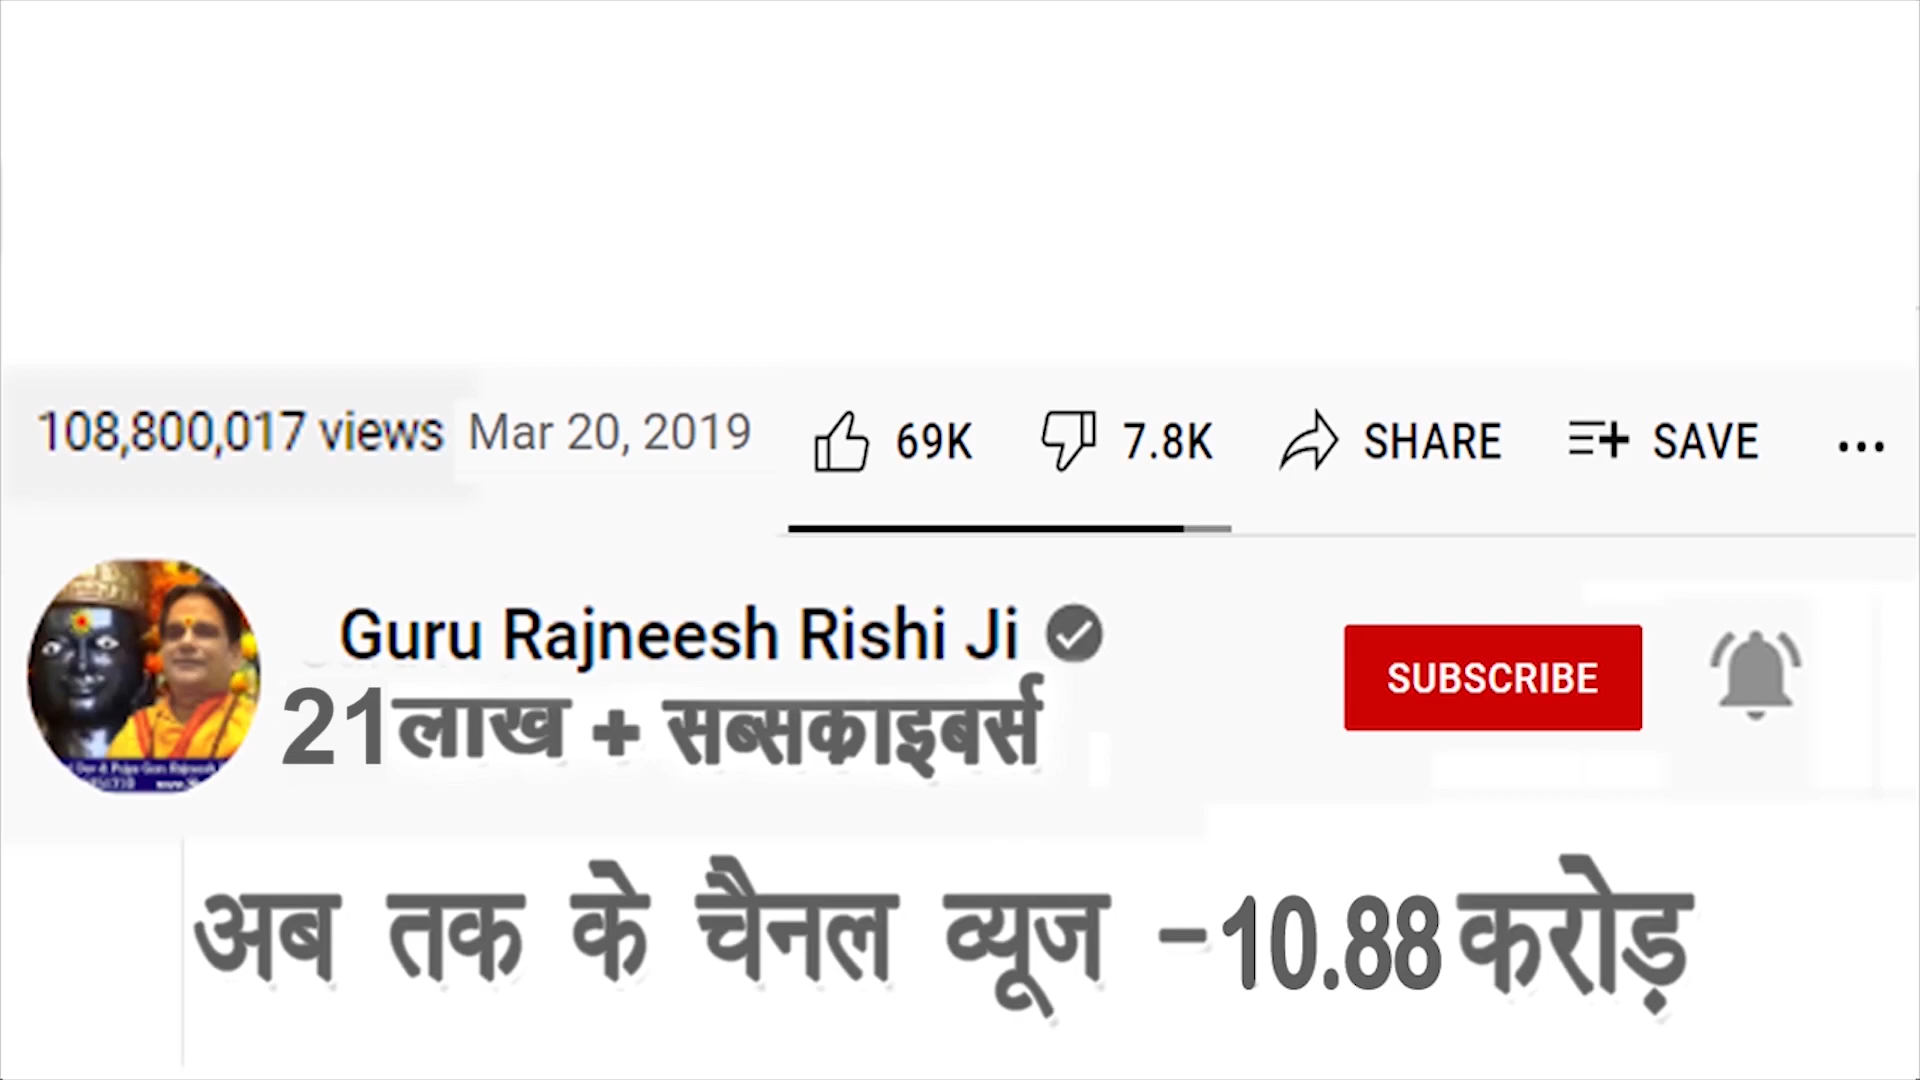 108,800,017 views Mar 20, 2019 69K 7.8K SHARE SAVE ...
Guru Rajneesh Rishi Ji
SUBSCRIBE
21लाख + सब्सक्राइबर्स
अब तक के चैनल व्यूज -10.88 करोड़